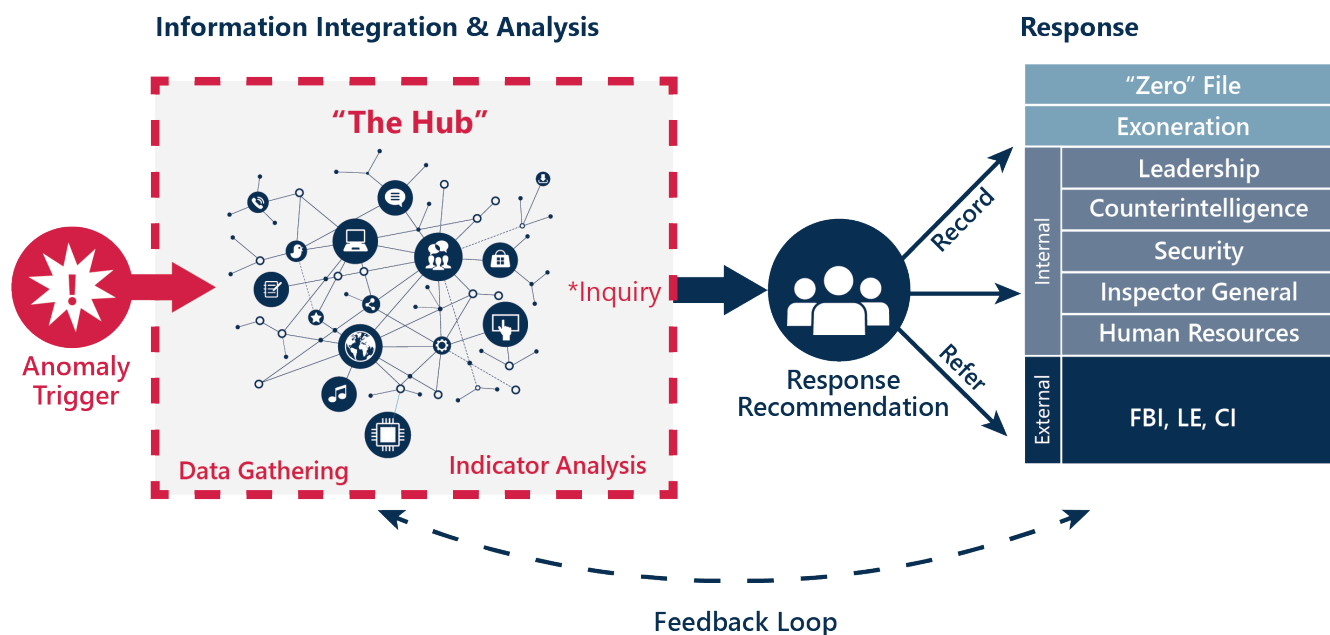 Information Integration & Analysis
Response
“The Hub”
*Inquiry
Data Gathering
Indicator Analysis
Anomaly
Trigger
Response
Recommendation
Record
Refer
“Zero” File
Exoneration
Internal
Leadership
Counterintelligence
Security
Inspector General
Human Resources
External
FBI, LE, CI
Feedback Loop